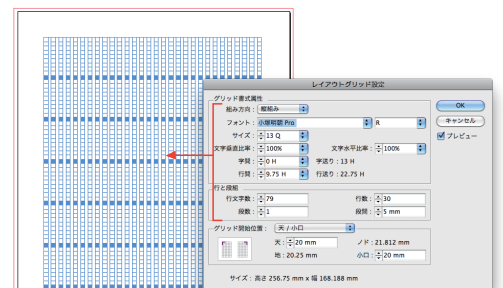 レイアウトグリッド設定
グリッド書式属性
組み方向：縦組み
フォント：小塚明朝 Pro R
サイズ：13 Q
文字垂直比率：100% 文字水平比率：100%
字間：0 H 字送り：13 H
行間：9.75 H 行送り：22.75 H
行と段組
行文字数：79 行数：30
段数：1 段間：5 mm
グリッド開始位置：天 / 小口
天：20 mm ノド：21.812 mm
地：20.25 mm 小口：20 mm
サイズ：高さ 256.75 mm x 幅 168.188 mm
OK
キャンセル
プレビュー